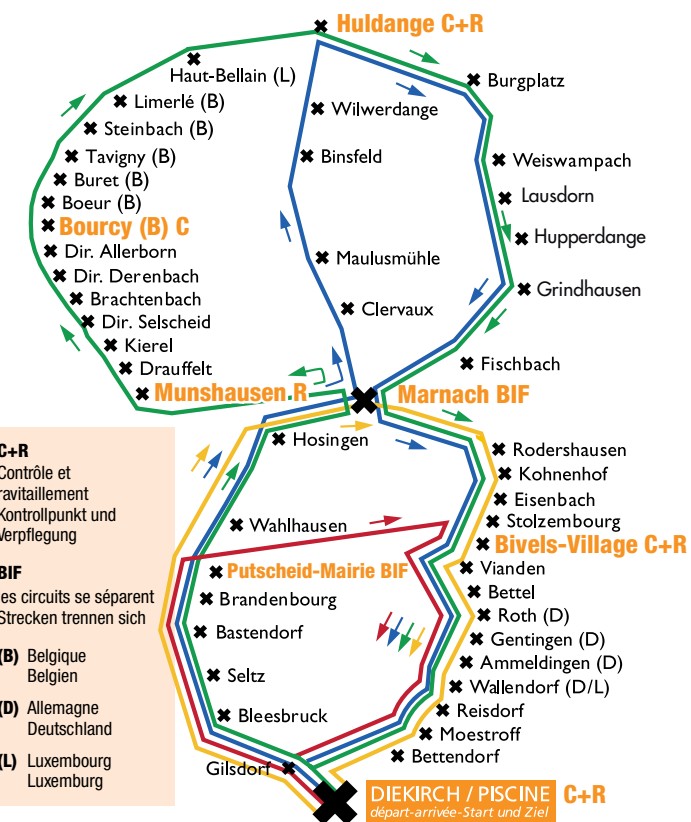 Huldange C+R
Burgplatz
Haut-Bellain (L)
Limerlé (B)
Wilwerdange
Steinbach (B)
Tavigny (B)
Binsfeld
Weiswampach
Buret (B)
Lausdorn
Boeur (B)
Bourcy (B) C
Hupperdange
Dir. Allerborn
Maulusmühle
Dir. Derenbach
Grindhausen
Brachtenbach
Clervaux
Dir. Selscheid
Kierel
Fischbach
Drauffelt
Munshausen R
Marnach BIF
Hosingen
Rodershausen
Kohnenhof
Eisenbach
Stolzembourg
Wahlhausen
Bivels-Village C+R
Vianden
Putscheid-Mairie BIF
Bettel
Brandenbourg
Roth (D)
Bastendorf
Gentingen (D)
Ammeldingen (D)
Seltz
Wallendorf (D/L)
Reisdorf
Bleesbruck
Moestroff
Bettendorf
Gilsdorf
DIEKIRCH / PISCINE C+R
départ-arrivée-Start und Ziel
C+R
Contrôle et
ravitaillement
Kontrollpunkt und
Verpflegung
BIF
les circuits se séparent
Strecken trennen sich
(B) Belgique
Belgien
(D) Allemagne
Deutschland
(L) Luxembourg
Luxemburg